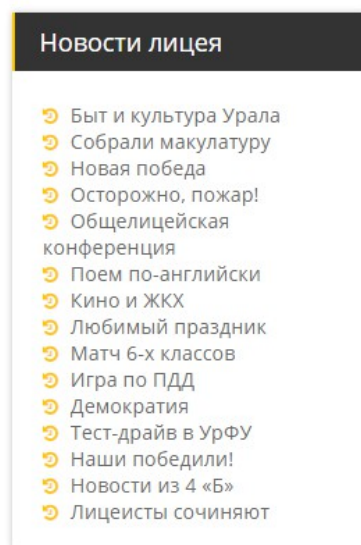 Новости лицея
Быт и культура Урала
Собрали макулатуру
Новая победа
Осторожно, пожар!
Общелицейская
конференция
Поем по-английски
Кино и ЖКХ
Любимый праздник
Матч 6-х классов
Игра по ПДД
Демократия
Тест-драйв в УрФУ
Наши победили!
Новости из 4 «Б»
Лицеисты сочиняют